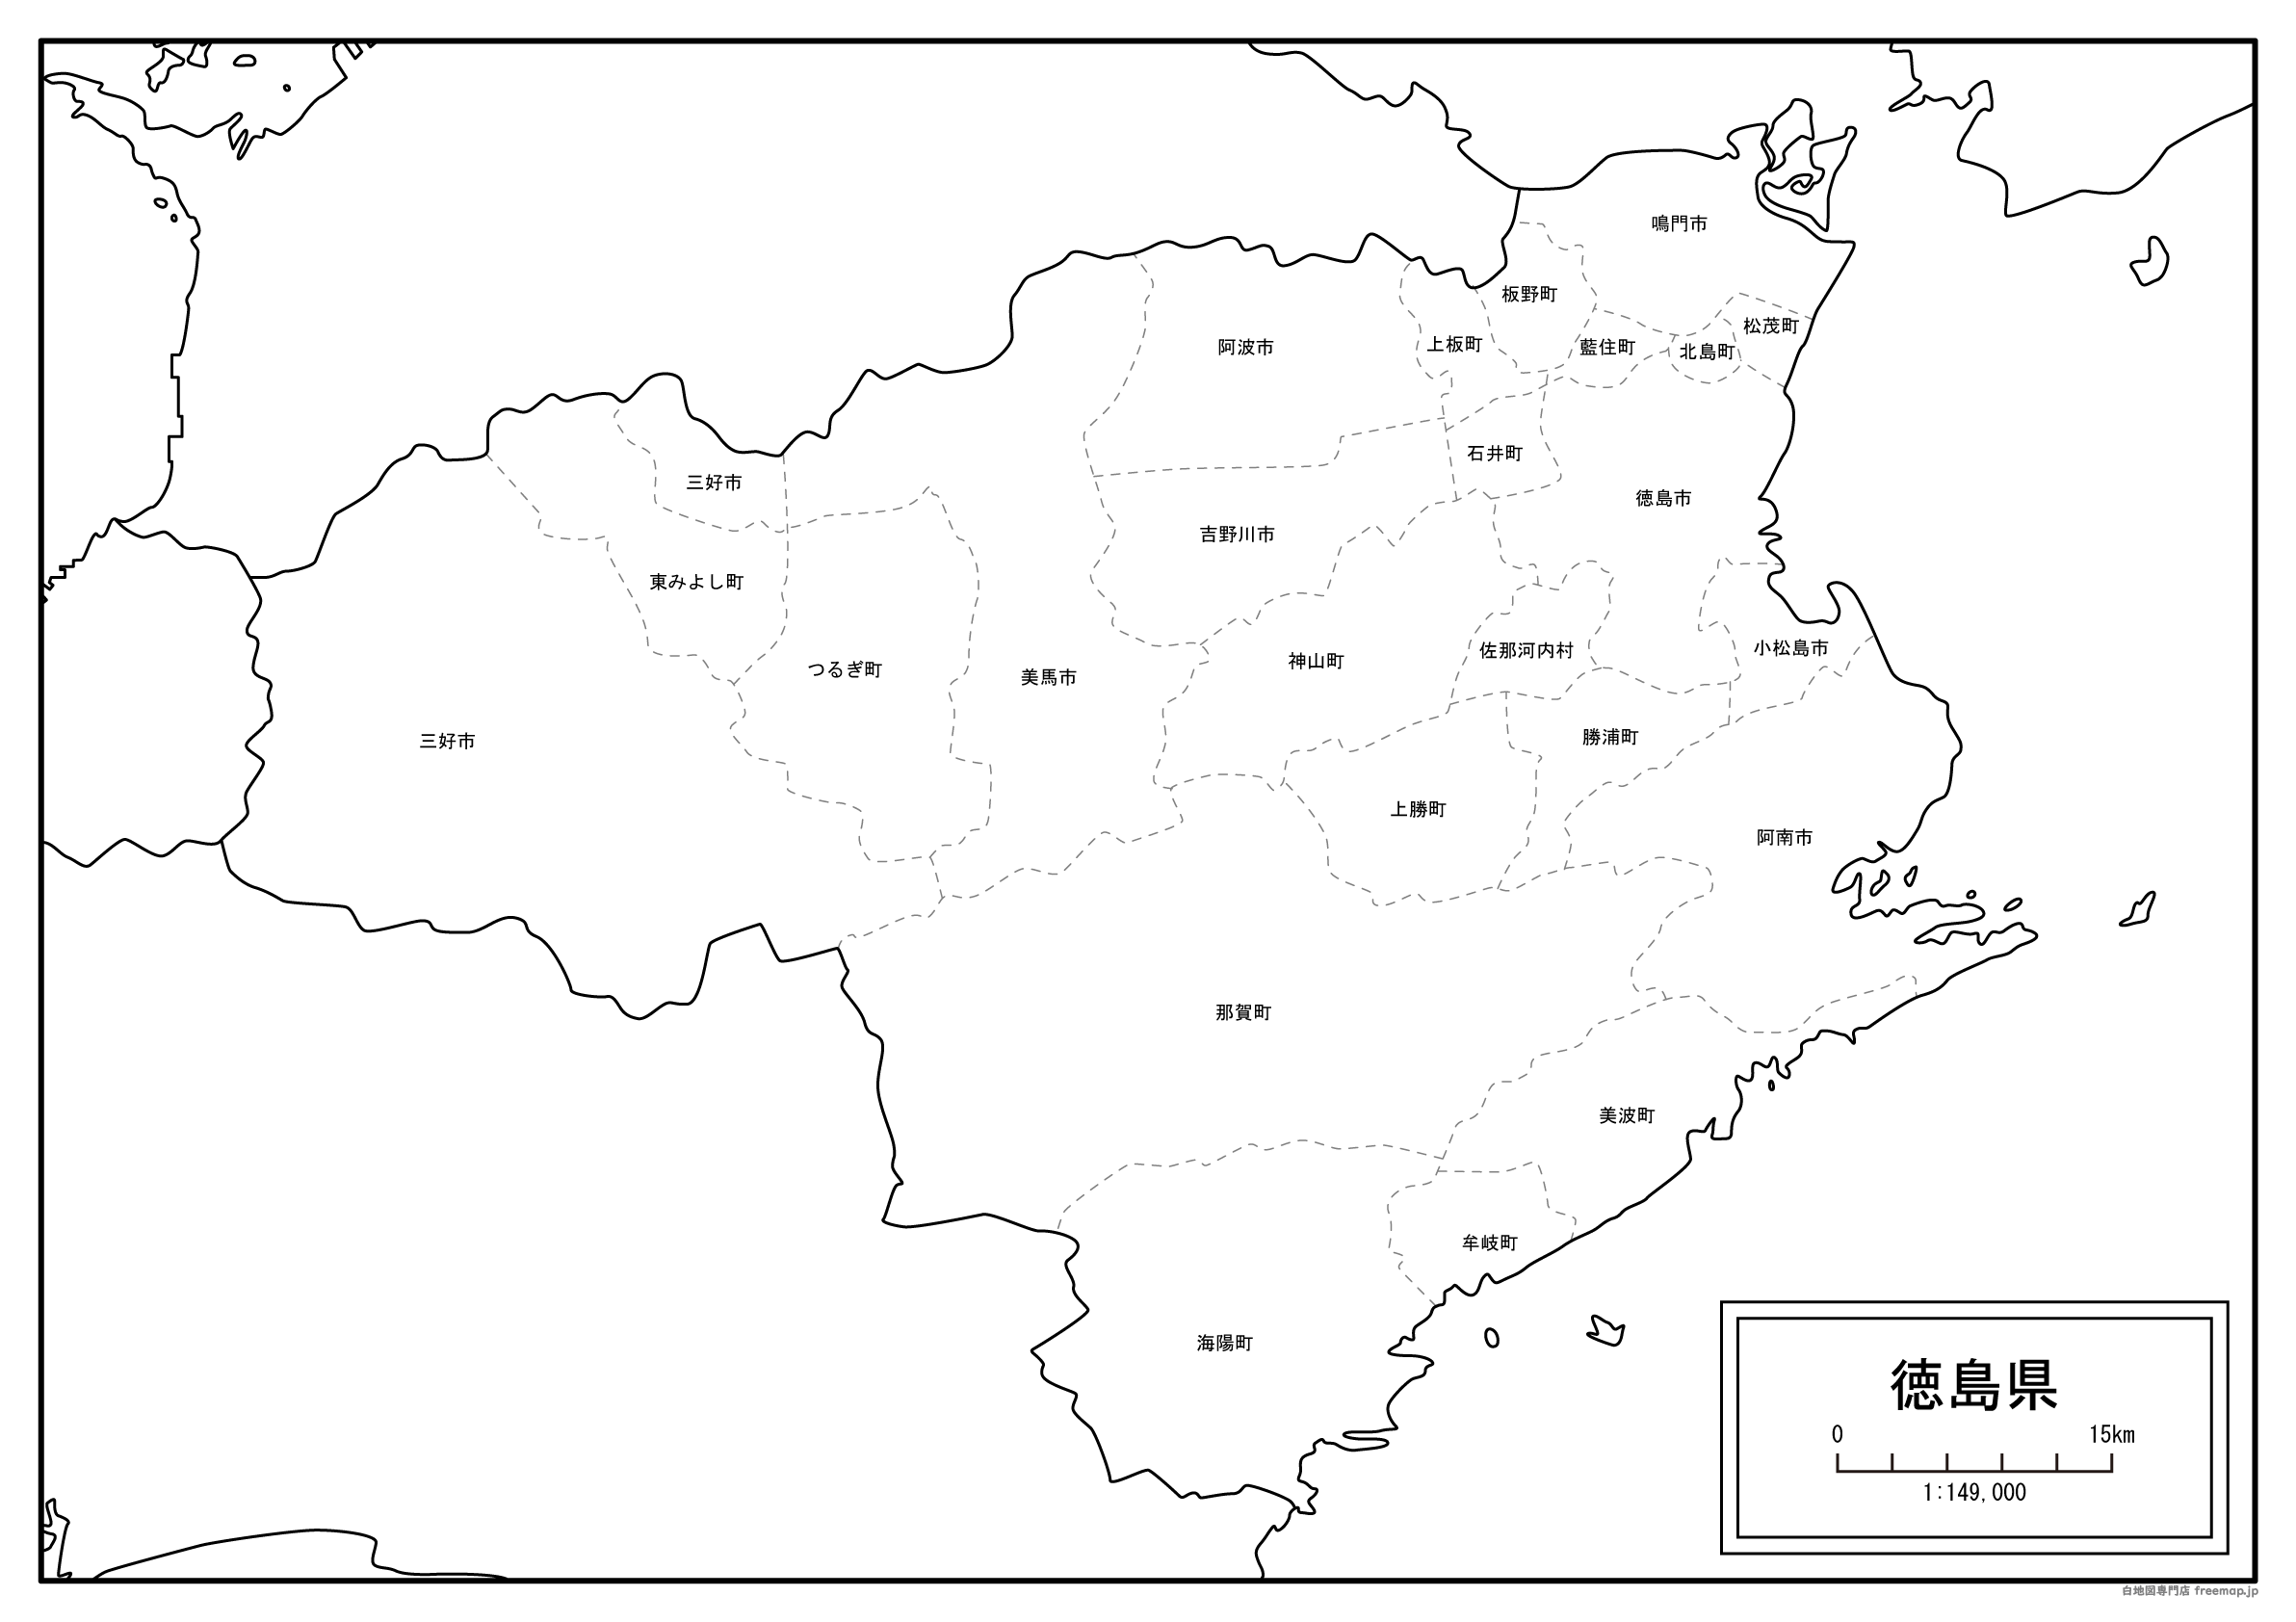 鳴門市
板野町
松茂町
上板町
藍住町
北島町
阿波市
石井町
三好市
徳島市
吉野川市
東みよし町
小松島市
佐那河内村
神山町
つるぎ町
美馬市
三好市
勝浦町
上勝町
阿南市
那賀町
美波町
牟岐町
海陽町
徳島県
0 15km
1:149,000
白地図専門店 freemap.jp